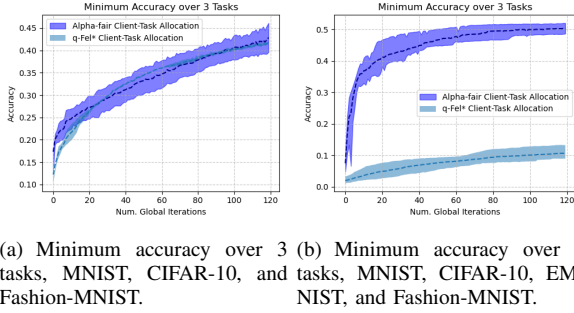 Minimum Accuracy over 3 Tasks
Alpha-fair Client-Task Allocation
q-Fel* Client-Task Allocation
0.45
0.40
0.35
0.30
0.25
0.20
0.15
0.10
Accuracy
0 20 40 60 80 100 120
Num. Global Iterations
Minimum Accuracy over 3 Tasks
0.5
0.4
0.3
0.2
0.1
0.0
Accuracy
Alpha-fair Client-Task Allocation
q-Fel* Client-Task Allocation
0 20 40 60 80 100 120
Num. Global Iterations
(a) Minimum accuracy over 3
tasks, MNIST, CIFAR-10, and
Fashion-MNIST.
(b) Minimum accuracy over
tasks, MNIST, CIFAR-10, EM
NIST, and Fashion-MNIST.